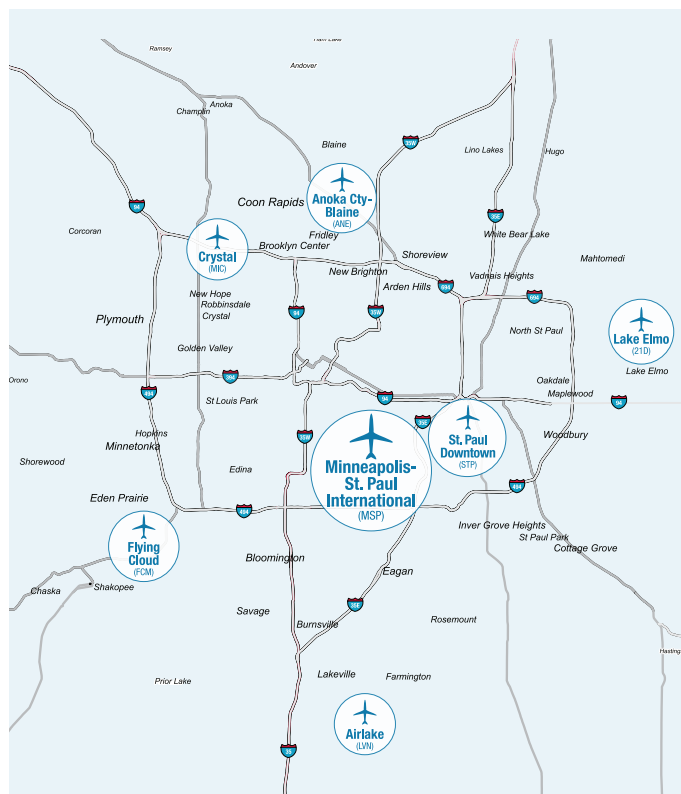 Ramsey
Andover
Champlin
Anoka
Blaine
35W
Lino Lakes
Hugo
94
Coon Rapids
Anoka Cty-
Blaine
(ANE)
35E
Corcoran
Fridley
White Bear Lake
Crystal
(MIC)
Brooklyn Center
Shoreview
Mahtomedi
New Brighton
Vadnais Heights
Arden Hills
694
694
New Hope
Robbinsdale
Crystal
94
35W
Plymouth
North St Paul
Lake Elmo
(21D)
Golden Valley
Lake Elmo
Orono
394
Oakdale
Maplewood
494
St Louis Park
94
94
35E
Hopkins
Minnetonka
35W
St. Paul
Downtown
(STP)
Woodbury
Shorewood
Edina
Minneapolis-
St. Paul
International
(MSP)
494
Eden Prairie
494
Inver Grove Heights
St Paul Park
Cottage Grove
Flying
Cloud
(FCM)
Bloomington
Eagan
Chaska
Shakopee
35E
Savage
Burnsville
Rosemount
Prior Lake
Lakeville
Farmington
Airlake
(LVN)
35